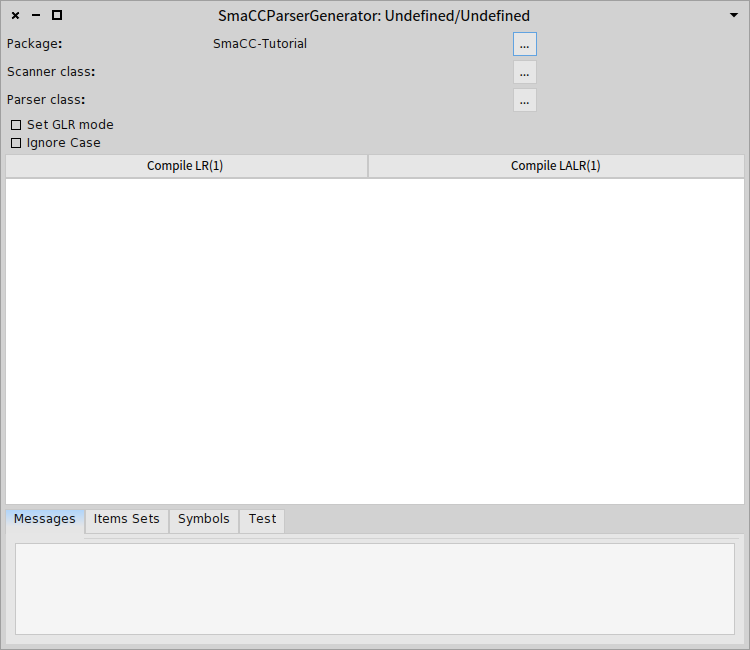 SmaCCParserGenerator: Undefined/Undefined
Package: SmaCC-Tutorial ...
Scanner class: ...
Parser class: ...
Set GLR mode
Ignore Case
Compile LR(1) Compile LALR(1)
Messages Items Sets Symbols Test